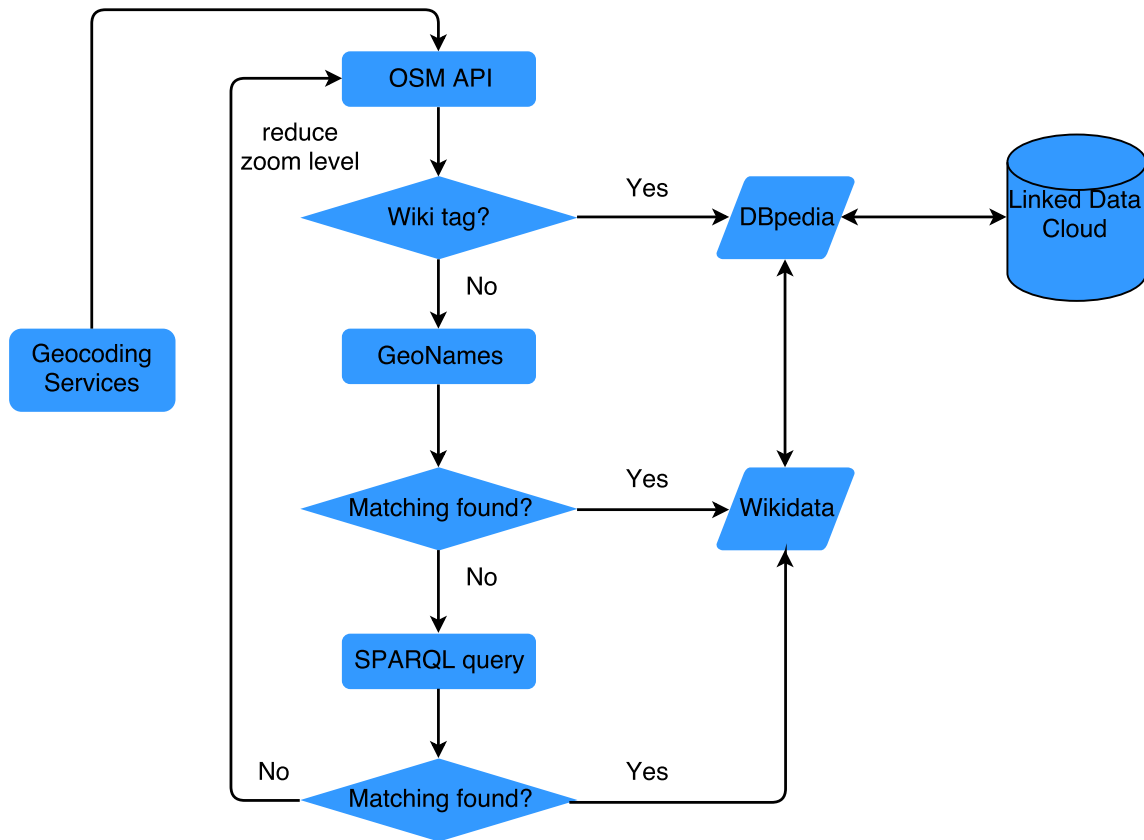 OSM API
reduce
zoom level
Yes
Wiki tag?
DBpedia
Linked Data
Cloud
No
Geocoding
Services
GeoNames
Yes
Matching found?
Wikidata
No
SPARQL query
No
Yes
Matching found?